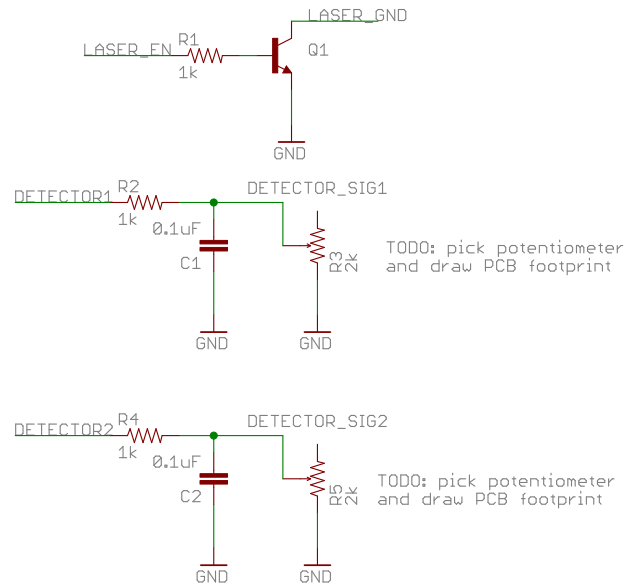 LASER_GND
R1
LASER_EN
Q1
1k
GND
R2
DETECTOR_SIG1
DETECTOR1
1k
0.1uF
C1
R3
2k
TODO: pick potentiometer
and draw PCB footprint
GND
GND
R4
DETECTOR_SIG2
DETECTOR2
1k
0.1uF
C2
R5
2k
TODO: pick potentiometer
and draw PCB footprint
GND
GND